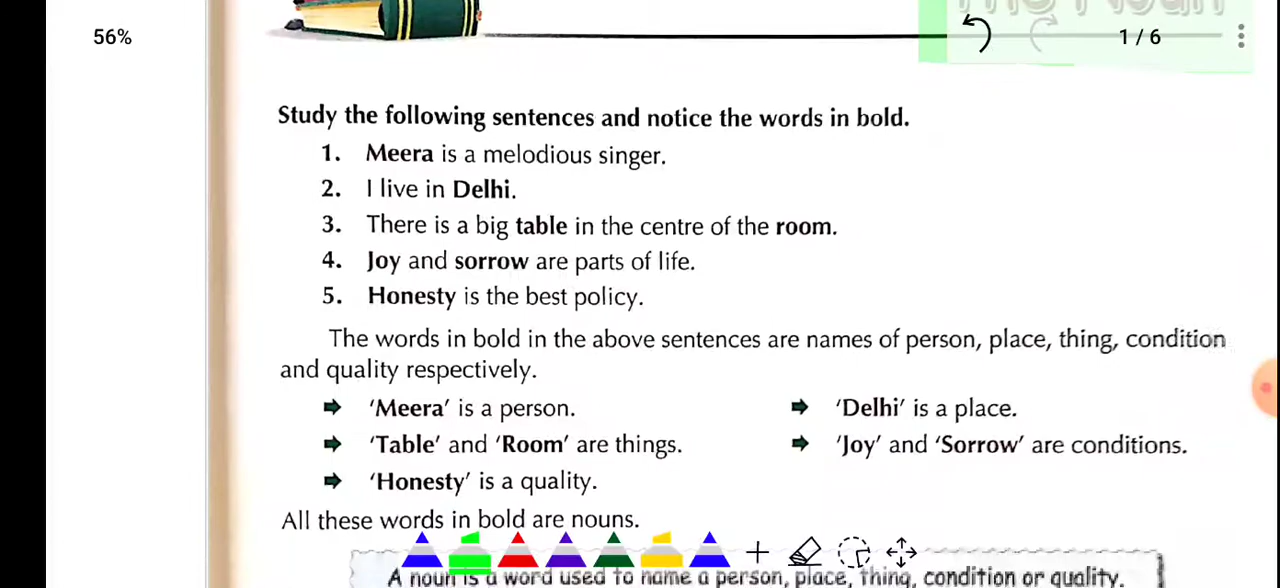 The Noun
56%
1 / 6
Study the following sentences and notice the words in bold.
1. Meera is a melodious singer.
2. I live in Delhi.
3. There is a big table in the centre of the room.
4. Joy and sorrow are parts of life.
5. Honesty is the best policy.
The words in bold in the above sentences are names of person, place, thing, condition
and quality respectively.
'Meera' is a person.
'Delhi' is a place.
'Table' and 'Room' are things.
'Joy' and 'Sorrow' are conditions.
'Honesty' is a quality.
All these words in bold are nouns.
A noun is a word used to name a person, place, thing, condition or quality.